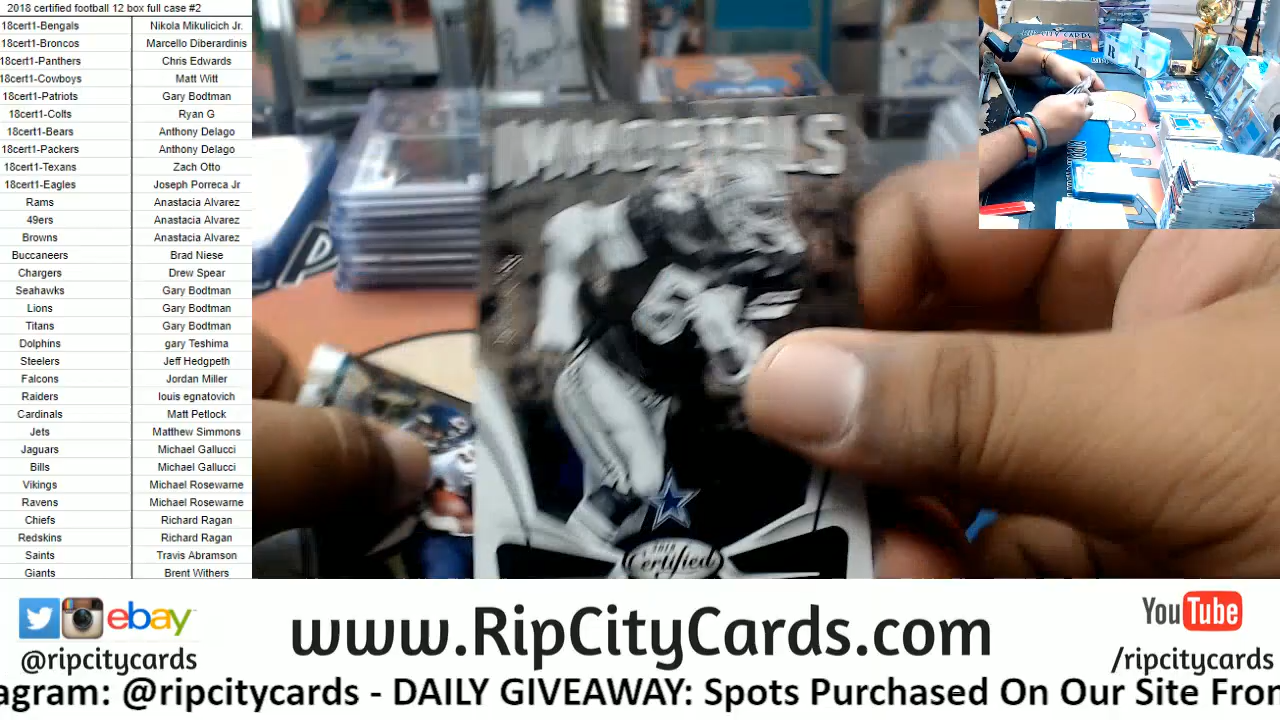 2018 certified football 12 box full case #2
18cert1-Bengals Nikola Mikulicich Jr.
18cert1-Broncos Marcello Diberardinis
18cert1-Panthers Chris Edwards
18cert1-Cowboys Matt Witt
18cert1-Patriots Gary Bodtman
18cert1-Colts Ryan G
18cert1-Bears Anthony Delago
18cert1-Packers Anthony Delago
18cert1-Texans Zach Otto
18cert1-Eagles Joseph Porreca Jr
Rams Anastacia Alvarez
49ers Anastacia Alvarez
Browns Anastacia Alvarez
Buccaneers Brad Niese
Chargers Drew Spear
Seahawks Gary Bodtman
Lions Gary Bodtman
Titans Gary Bodtman
Dolphins gary Teshima
Steelers Jeff Hedgpeth
Falcons Jordan Miller
Raiders louis egnatovich
Cardinals Matt Petlock
Jets Matthew Simmons
Jaguars Michael Gallucci
Bills Michael Gallucci
Vikings Michael Rosewarne
Ravens Michael Rosewarne
Chiefs Richard Ragan
Redskins Richard Ragan
Saints Travis Abramson
Giants Brent Withers
IMMORTALS
2018
Certified
RIP CITY CARDS
ebay
@ripcitycards
www.RipCityCards.com
YouTube
/ripcitycards
agram: @ripcitycards - DAILY GIVEAWAY: Spots Purchased On Our Site From